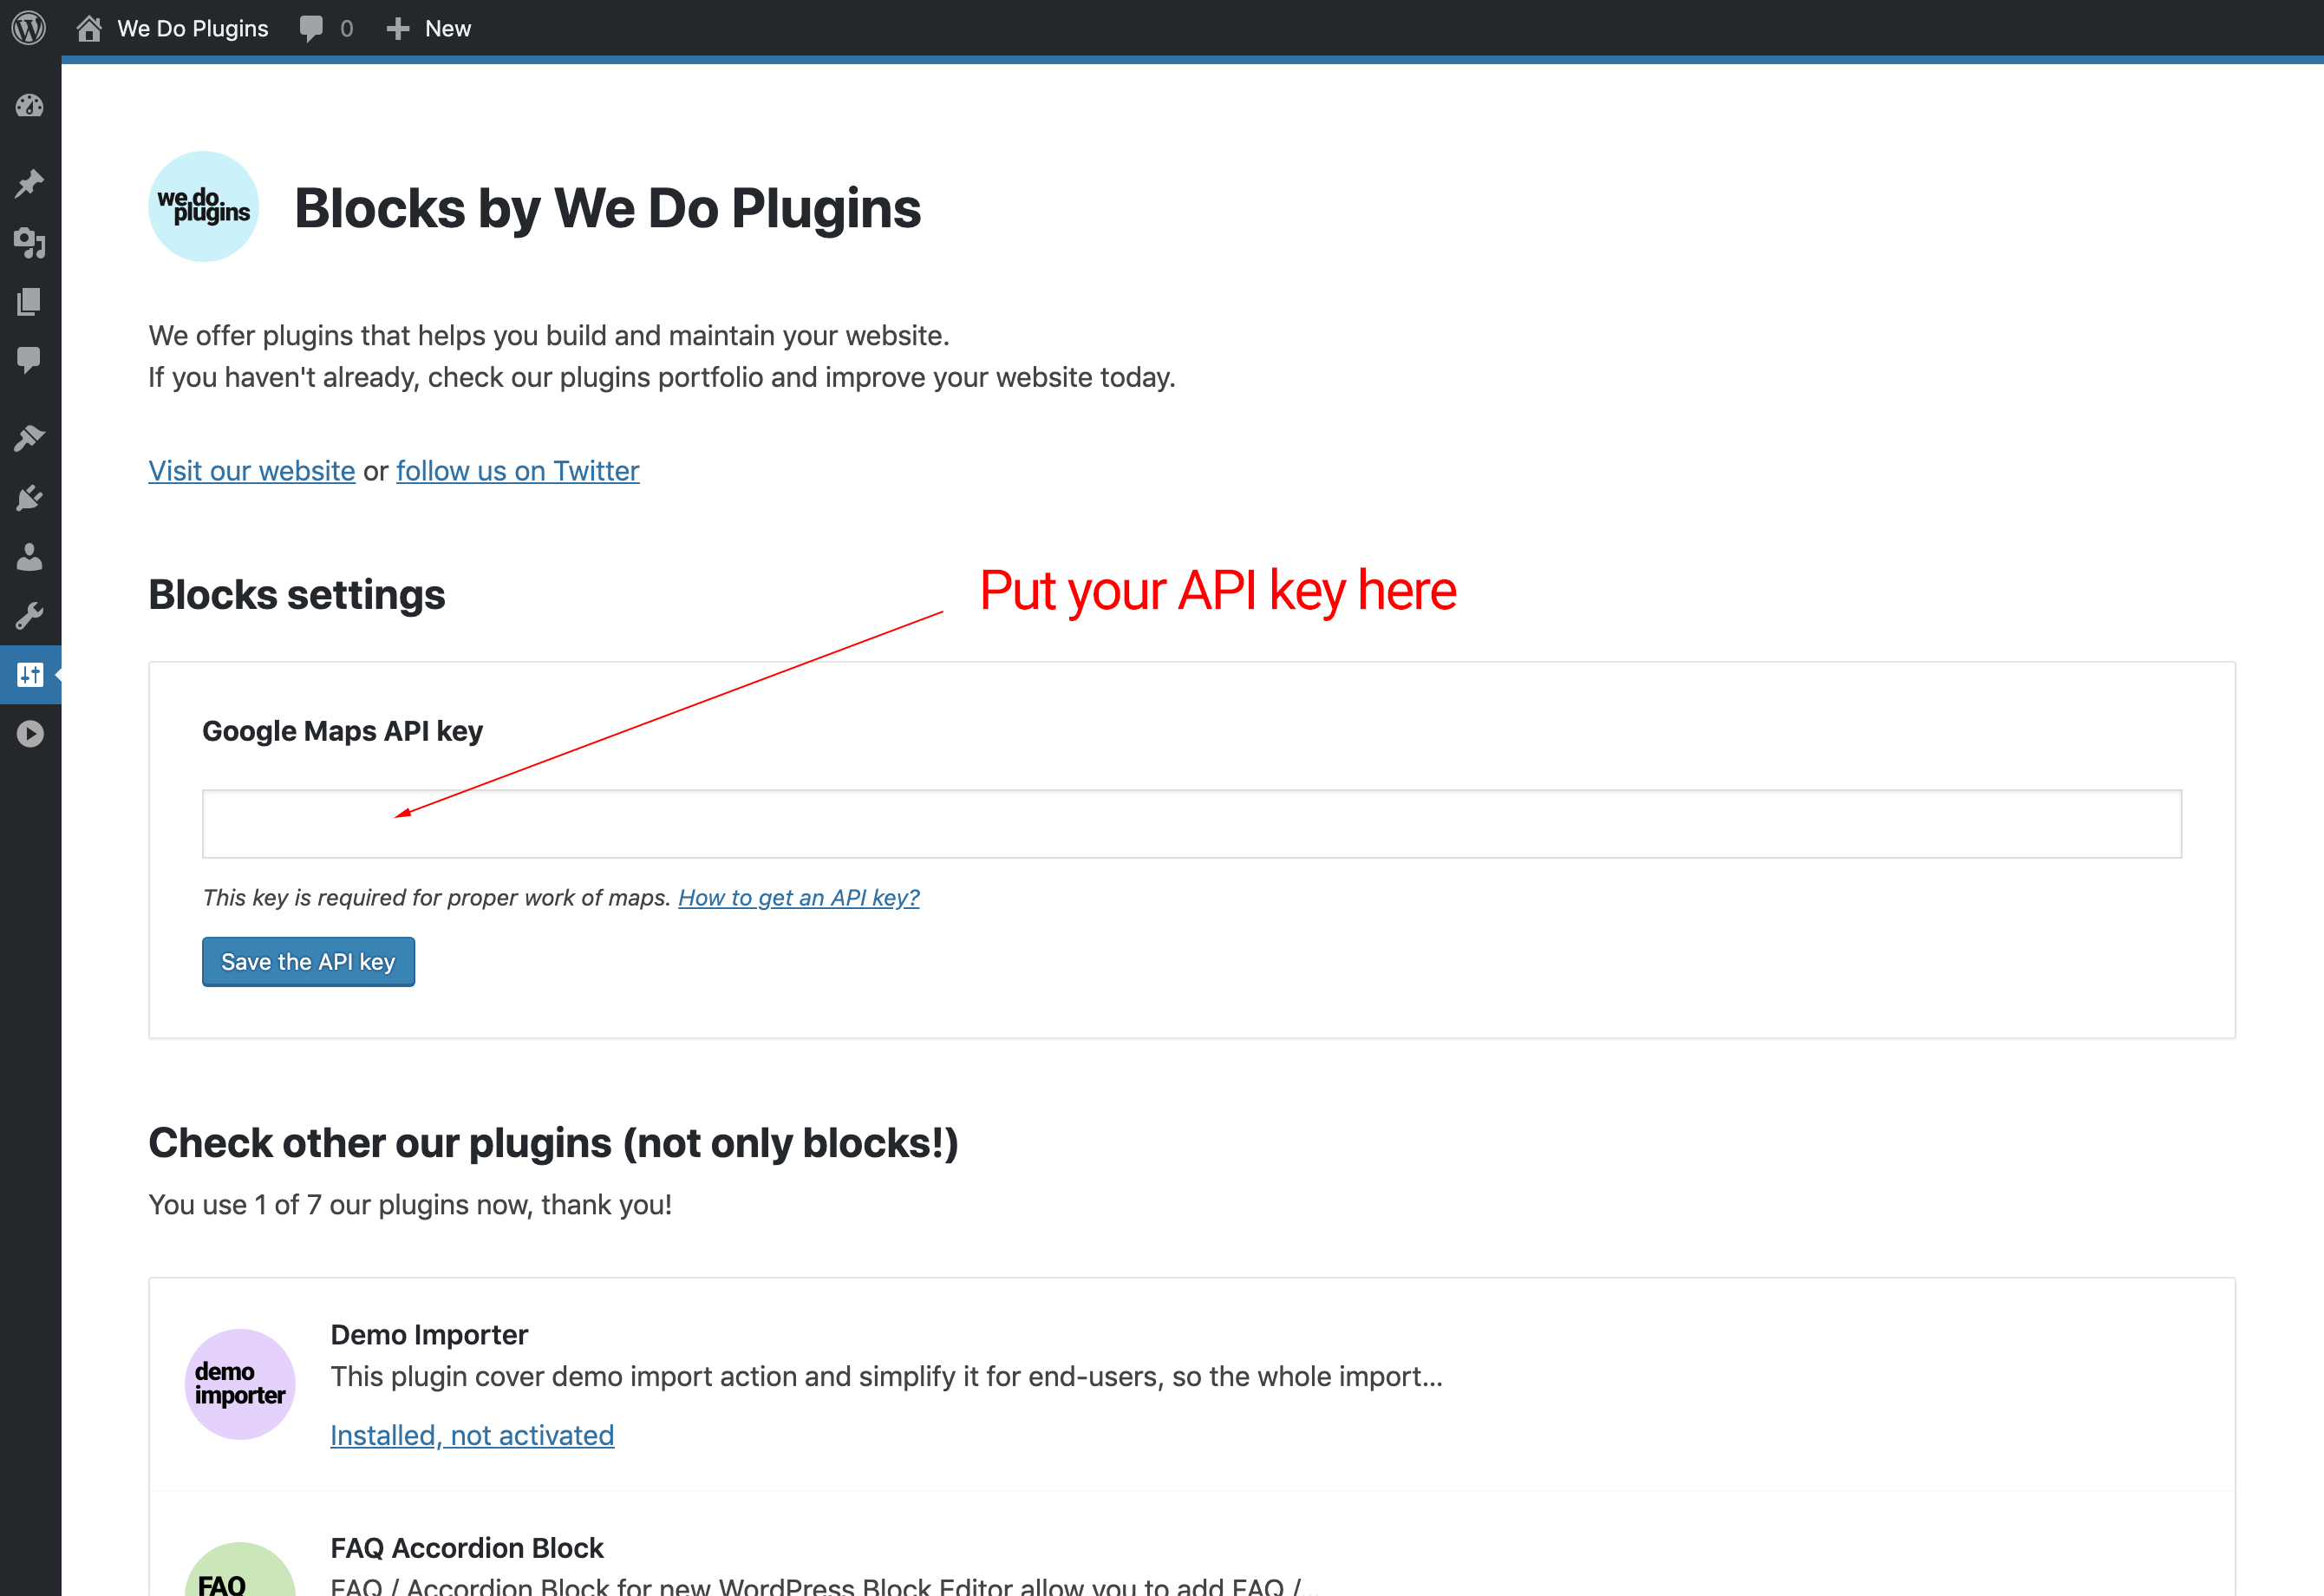 We Do Plugins 0 New
we.do.
plugins
Blocks by We Do Plugins
We offer plugins that helps you build and maintain your website.
If you haven't already, check our plugins portfolio and improve your website today.
Visit our website or follow us on Twitter
Put your API key here
Blocks settings
Google Maps API key
This key is required for proper work of maps. How to get an API key?
Save the API key
Check other our plugins (not only blocks!)
You use 1 of 7 our plugins now, thank you!
demo
importer
Demo Importer
This plugin cover demo import action and simplify it for end-users, so the whole import...
Installed, not activated
FAQ
FAQ Accordion Block
FAQ / Accordion Block for new WordPress Block Editor allow you to add FAQ /...